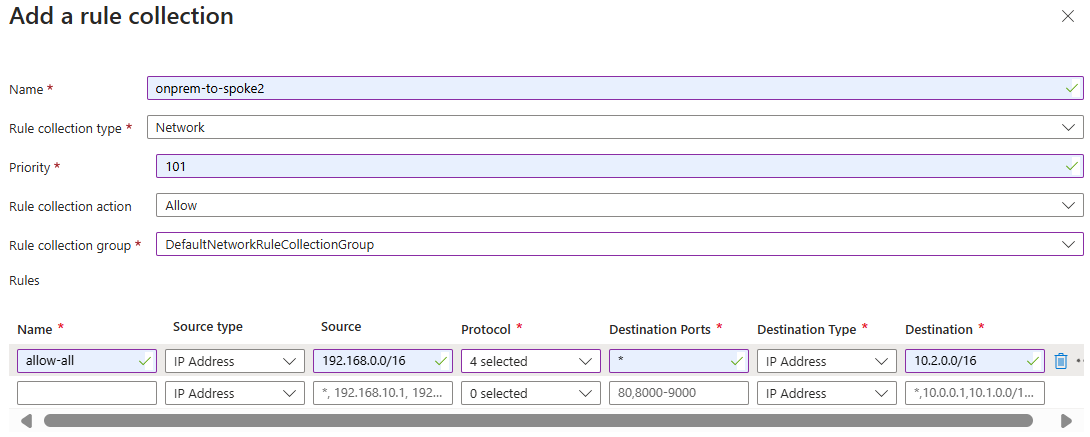 Add a rule collection
Name * onprem-to-spoke2
Rule collection type * Network
Priority * 101
Rule collection action Allow
Rule collection group * DefaultNetworkRuleCollectionGroup
Rules
Name * Source type Source Protocol * Destination Ports * Destination Type * Destination *
allow-all IP Address 192.168.0.0/16 4 selected * IP Address 10.2.0.0/16
IP Address *, 192.168.10.1, 192... 0 selected 80,8000-9000 IP Address *,10.0.0.1,10.1.0.0/1...